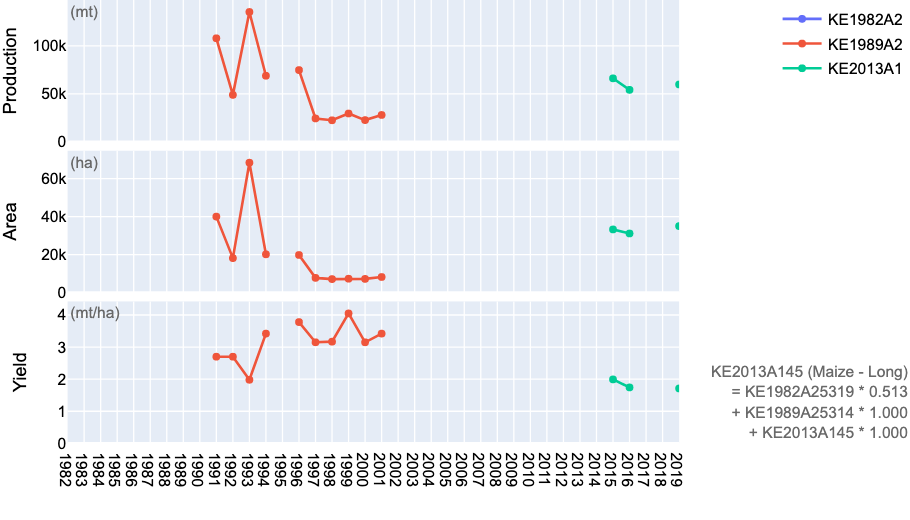 (mt)
Production
100k
50k
0
(ha)
Area
60k
40k
20k
0
(mt/ha)
Yield
4
3
2
1
0
1982
1983
1984
1985
1986
1987
1988
1989
1990
1991
1992
1993
1994
1995
1996
1997
1998
1999
2000
2001
2002
2003
2004
2005
2006
2007
2008
2009
2010
2011
2012
2013
2014
2015
2016
2017
2018
2019
KE1982A2
KE1989A2
KE2013A1
KE2013A145 (Maize - Long)
= KE1982A25319 * 0.513
+ KE1989A25314 * 1.000
+ KE2013A145 * 1.000